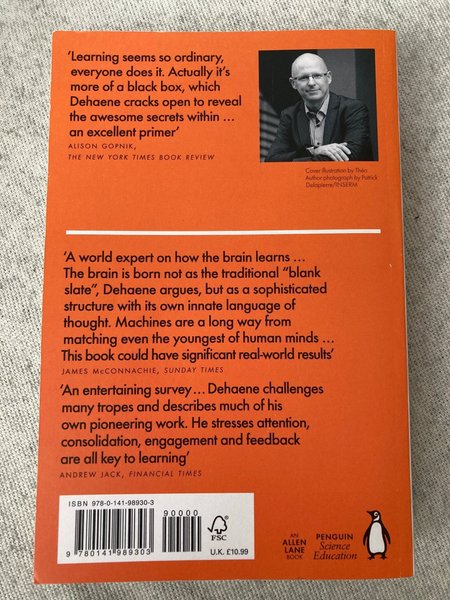 ‘Learning seems so ordinary,
everyone does it. Actually it’s
more of a black box, which
Dehaene cracks open to reveal
the awesome secrets within ...
an excellent primer’
ALISON GOPNIK,
THE NEW YORK TIMES BOOK REVIEW
Cover illustration by Théo
Author photograph by Patrick
Delapierre/INSERM
‘A world expert on how the brain learns ...
The brain is born not as the traditional “blank
slate”, Dehaene argues, but as a sophisticated
structure with its own innate language of
thought. Machines are a long way from
matching even the youngest of human minds ...
This book could have significant real-world results’
JAMES McCONNACHIE, SUNDAY TIMES
‘An entertaining survey ... Dehaene challenges
many tropes and describes much of his
own pioneering work. He stresses attention,
consolidation, engagement and feedback
are all key to learning’
ANDREW JACK, FINANCIAL TIMES
ISBN 978-0-141-98930-3
90000
9 780141 989303
FSC
U.K. £10.99
AN
ALLEN
LANE
BOOK
PENGUIN
Science
Education